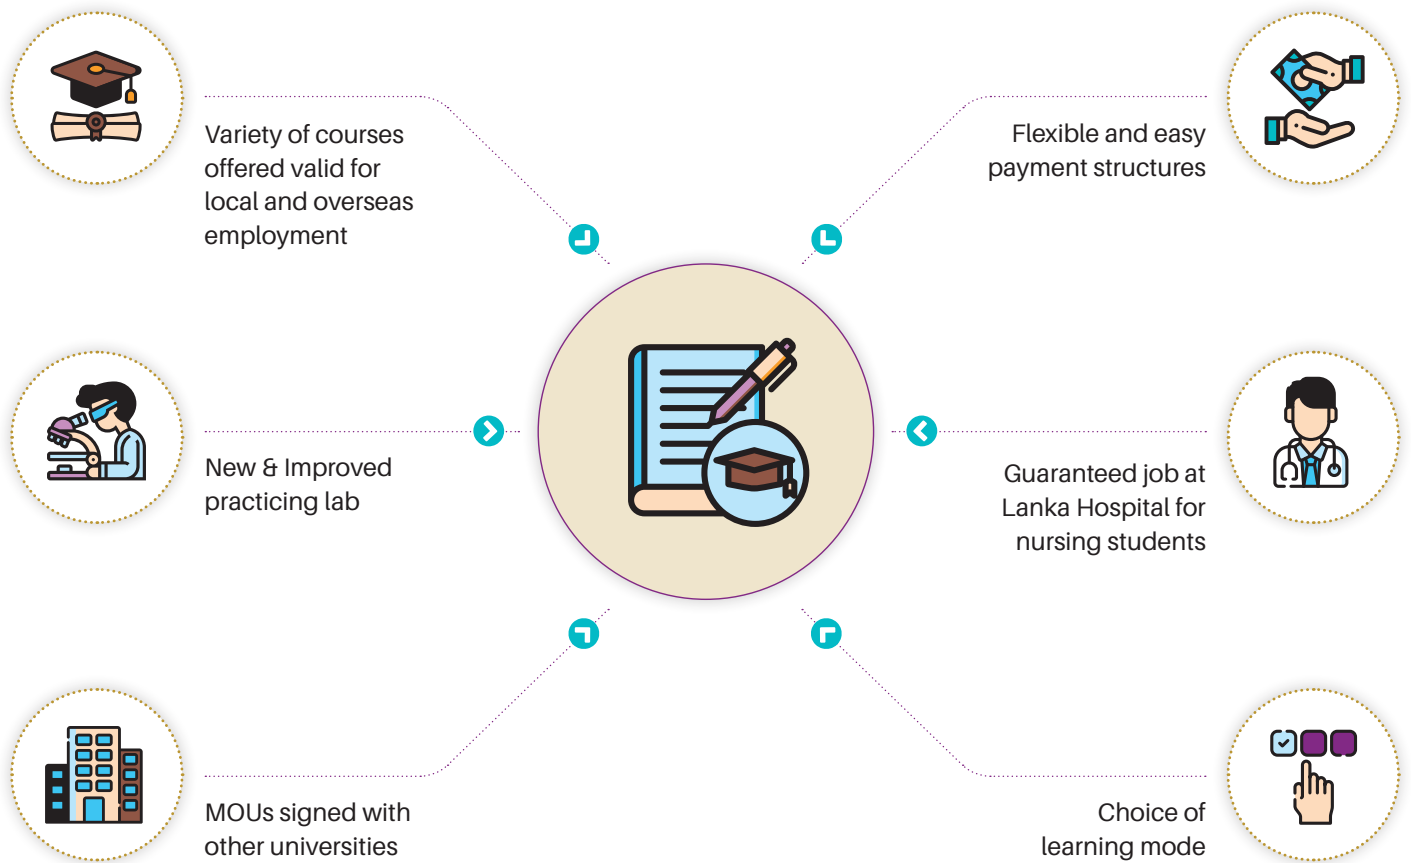 Variety of courses
offered valid for
local and overseas
employment
Flexible and easy
payment structures
New & Improved
practicing lab
Guaranteed job at
Lanka Hospital for
nursing students
MOUs signed with
other universities
Choice of
learning mode